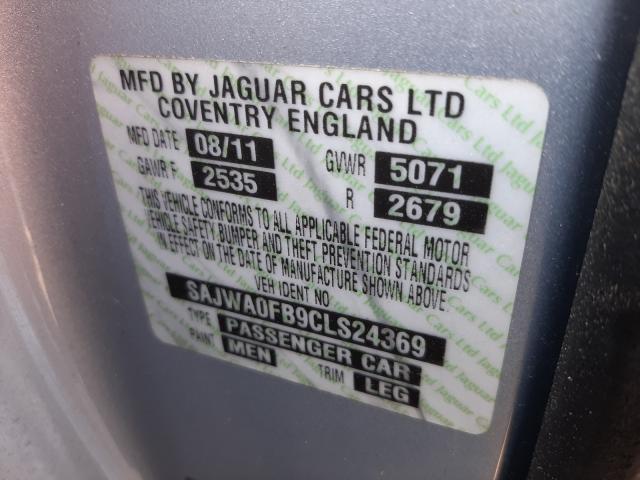 MFD BY JAGUAR CARS LTD
COVENTRY ENGLAND
MFD DATE 08/11 GVWR 5071
GAWR F 2535 R 2679
THIS VEHICLE CONFORMS TO ALL APPLICABLE FEDERAL MOTOR
VEHICLE SAFETY BUMPER AND THEFT PREVENTION STANDARDS
IN EFFECT ON THE DATE OF MANUFACTURE SHOWN ABOVE.
VEH IDENT NO
SAJWA0FB9CLS24369
TYPE PASSENGER CAR
PAINT MEN TRIM LEG